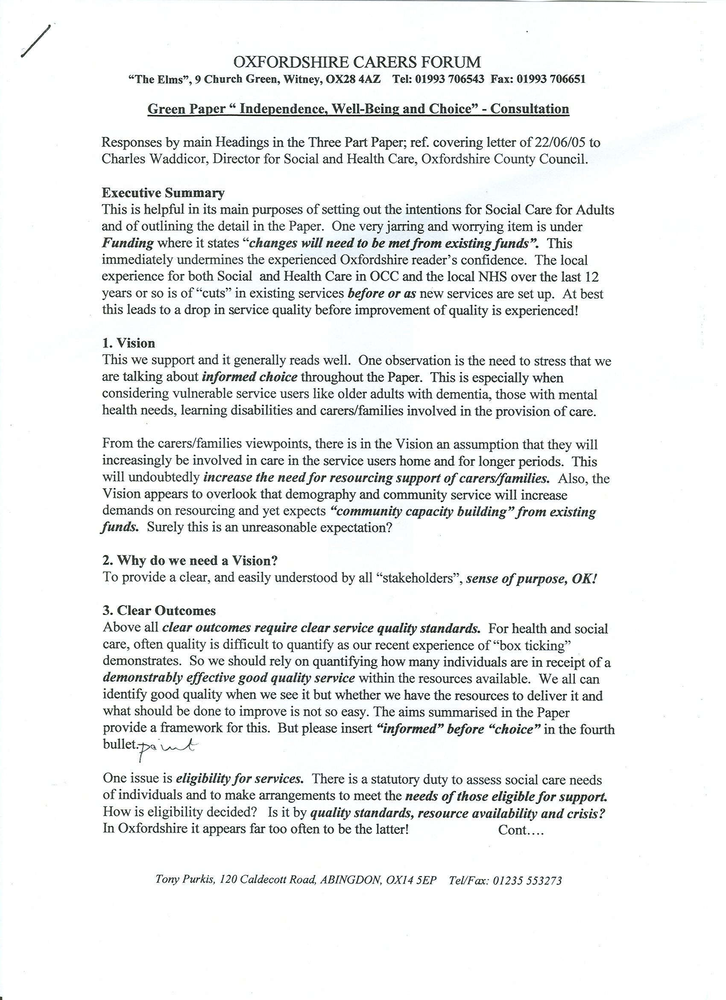 OXFORDSHIRE CARERS FORUM
“The Elms”, 9 Church Green, Witney, OX28 4AZ Tel: 01993 706543 Fax: 01993 706651
Green Paper “ Independence, Well-Being and Choice” - Consultation
Responses by main Headings in the Three Part Paper; ref. covering letter of 22/06/05 to
Charles Waddicor, Director for Social and Health Care, Oxfordshire County Council.
Executive Summary
This is helpful in its main purposes of setting out the intentions for Social Care for Adults
and of outlining the detail in the Paper. One very jarring and worrying item is under
Funding where it states “changes will need to be met from existing funds”. This
immediately undermines the experienced Oxfordshire reader’s confidence. The local
experience for both Social and Health Care in OCC and the local NHS over the last 12
years or so is of “cuts” in existing services before or as new services are set up. At best
this leads to a drop in service quality before improvement of quality is experienced!
1. Vision
This we support and it generally reads well. One observation is the need to stress that we
are talking about informed choice throughout the Paper. This is especially when
considering vulnerable service users like older adults with dementia, those with mental
health needs, learning disabilities and carers/families involved in the provision of care.
From the carers/families viewpoints, there is in the Vision an assumption that they will
increasingly be involved in care in the service users home and for longer periods. This
will undoubtedly increase the need for resourcing support of carers/families. Also, the
Vision appears to overlook that demography and community service will increase
demands on resourcing and yet expects “community capacity building” from existing
funds. Surely this is an unreasonable expectation?
2. Why do we need a Vision?
To provide a clear, and easily understood by all “stakeholders”, sense of purpose, OK!
3. Clear Outcomes
Above all clear outcomes require clear service quality standards. For health and social
care, often quality is difficult to quantify as our recent experience of “box ticking”
demonstrates. So we should rely on quantifying how many individuals are in receipt of a
demonstrably effective good quality service within the resources available. We all can
identify good quality when we see it but whether we have the resources to deliver it and
what should be done to improve is not so easy. The aims summarised in the Paper
provide a framework for this. But please insert “informed” before “choice” in the fourth
bullet. point
One issue is eligibility for services. There is a statutory duty to assess social care needs
of individuals and to make arrangements to meet the needs of those eligible for support.
How is eligibility decided? Is it by quality standards, resource availability and crisis?
In Oxfordshire it appears far too often to be the latter! Cont....
Tony Purkis, 120 Caldecott Road, ABINGDON, OX14 5EP Tel/Fax: 01235 553273